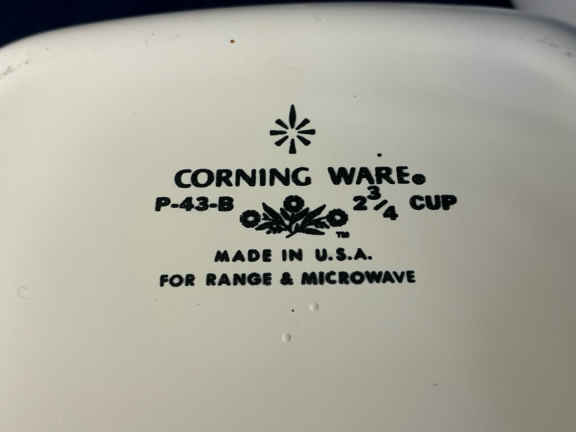 CORNING WARE®
P-43-B 2 3/4 CUP
TM
MADE IN U.S.A.
FOR RANGE & MICROWAVE